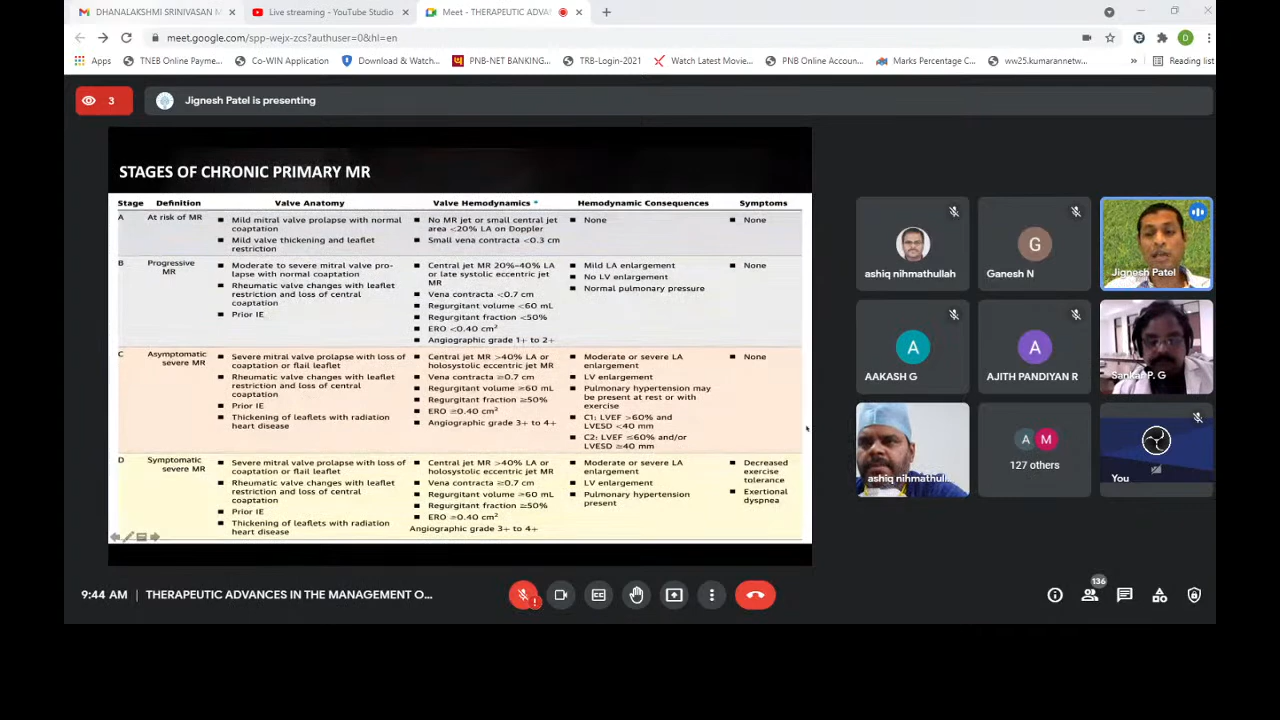 DHANALAKSHMI SRINIVASAN M
Live streaming - YouTube Studio
Meet - THERAPEUTIC ADVANC
meet.google.com/spp-wejx-zcs?authuser=0&hl=en
D
Apps
TNEB Online Payme...
Co-WIN Application
Download & Watch...
PNB-NET BANKING...
TRB-Login-2021
Watch Latest Movie...
PNB Online Accoun...
Marks Percentage C...
ww25.kumarannetw...
»
Reading list
3
Jignesh Patel is presenting
STAGES OF CHRONIC PRIMARY MR
Stage Definition Valve Anatomy Valve Hemodynamics * Hemodynamic Consequences Symptoms
A
At risk of MR
Mild mitral valve prolapse with normal
coaptation
Mild valve thickening and leaflet
restriction
No MR jet or small central jet
area <20% LA on Doppler
Small vena contracta <0.3 cm
None
None
B
Progressive
MR
Moderate to severe mitral valve pro-
lapse with normal coaptation
Rheumatic valve changes with leaflet
restriction and loss of central
coaptation
Prior IE
Central jet MR 20%-40% LA
or late systolic eccentric jet
MR
Vena contracta <0.7 cm
Regurgitant volume <60 mL
Regurgitant fraction <50%
ERO <0.40 cm²
Angiographic grade 1+ to 2+
Mild LA enlargement
No LV enlargement
Normal pulmonary pressure
None
C
Asymptomatic
severe MR
Severe mitral valve prolapse with loss of
coaptation or flail leaflet
Rheumatic valve changes with leaflet
restriction and loss of central
coaptation
Prior IE
Thickening of leaflets with radiation
heart disease
Central jet MR >40% LA or
holosystolic eccentric jet MR
Vena contracta ≥0.7 cm
Regurgitant volume ≥60 mL
Regurgitant fraction ≥50%
ERO ≥0.40 cm²
Angiographic grade 3+ to 4+
Moderate or severe LA
enlargement
LV enlargement
Pulmonary hypertension may
be present at rest or with
exercise
C1: LVEF >60% and
LVESD <40 mm
C2: LVEF ≤60% and/or
LVESD ≥40 mm
None
D
Symptomatic
severe MR
Severe mitral valve prolapse with loss of
coaptation or flail leaflet
Rheumatic valve changes with leaflet
restriction and loss of central
coaptation
Prior IE
Thickening of leaflets with radiation
heart disease
Central jet MR >40% LA or
holosystolic eccentric jet MR
Vena contracta ≥0.7 cm
Regurgitant volume ≥60 mL
Regurgitant fraction ≥50%
ERO ≥0.40 cm²
Angiographic grade 3+ to 4+
Moderate or severe LA
enlargement
LV enlargement
Pulmonary hypertension
present
Decreased
exercise
tolerance
Exertional
dyspnea
ashiq nihmathullah
G
Ganesh N
Jignesh Patel
A
AAKASH G
A
AJITH PANDIYAN R
Sankar P. G
ashiq nihmathull...
A M
127 others
You
9:44 AM
THERAPEUTIC ADVANCES IN THE MANAGEMENT O...
136